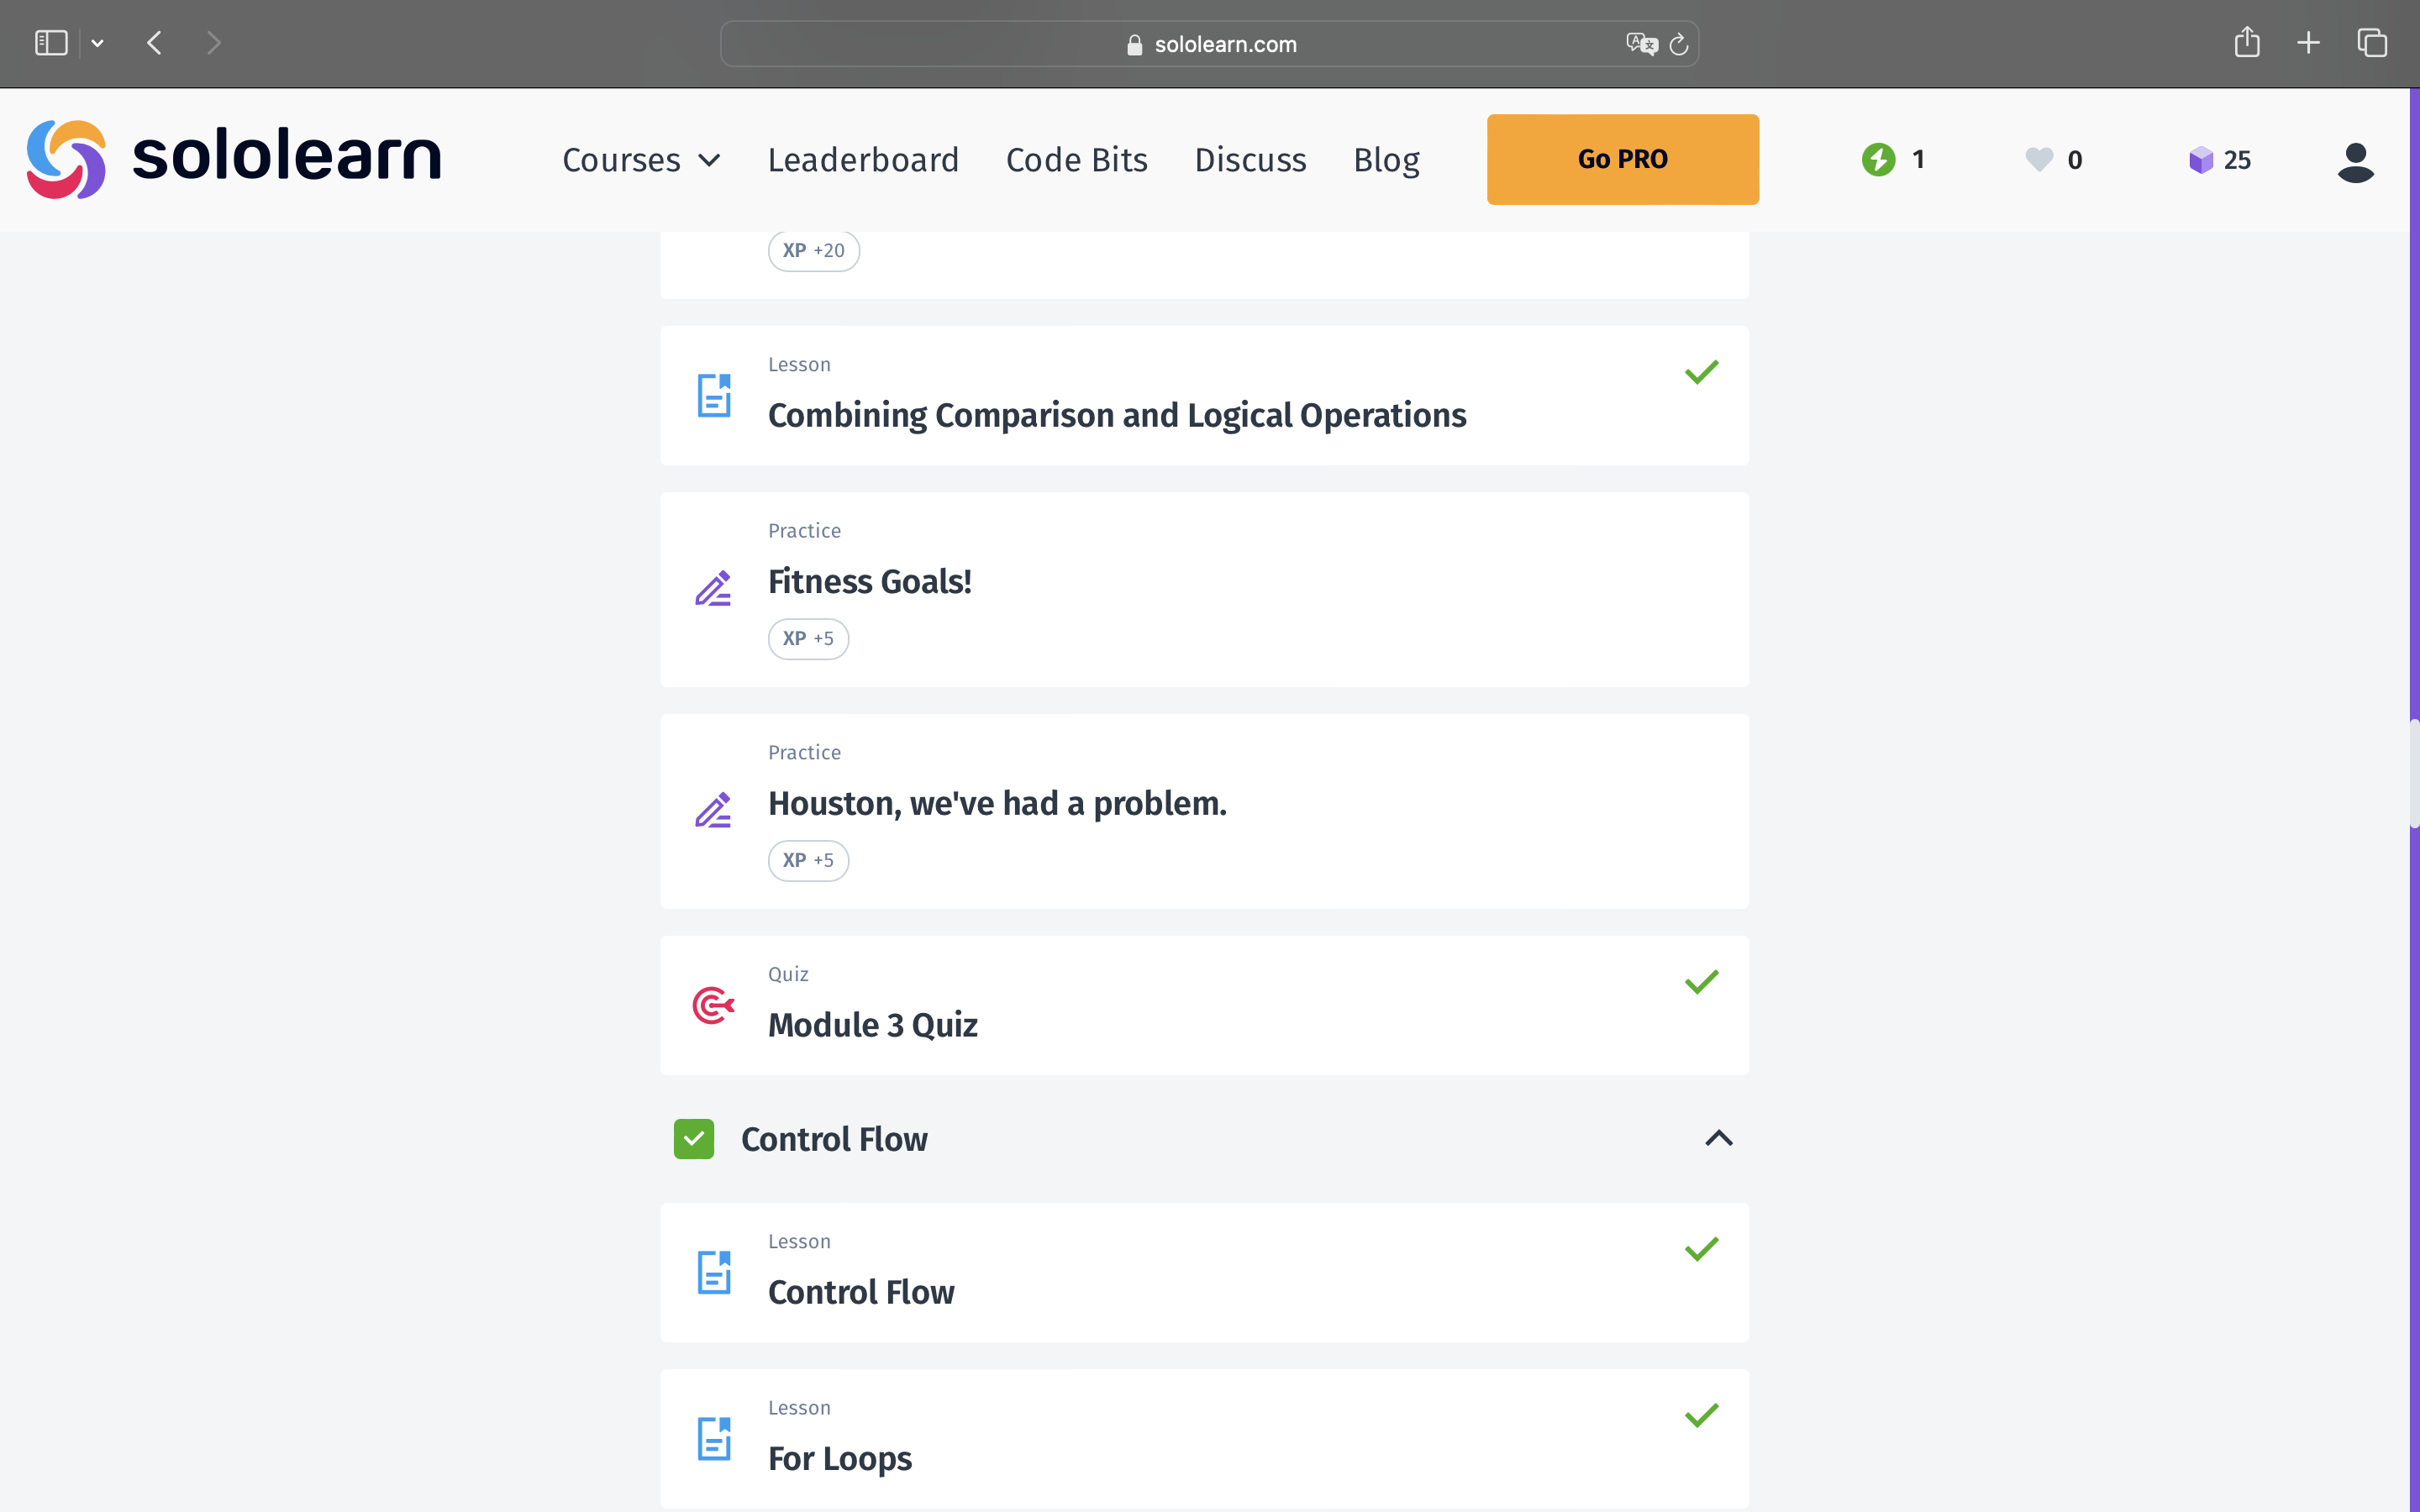 sololearn.com
sololearn
Courses Leaderboard Code Bits Discuss Blog Go PRO 1 0 25
XP +20
Lesson
Combining Comparison and Logical Operations
Practice
Fitness Goals!
XP +5
Practice
Houston, we've had a problem.
XP +5
Quiz
Module 3 Quiz
Control Flow
Lesson
Control Flow
Lesson
For Loops